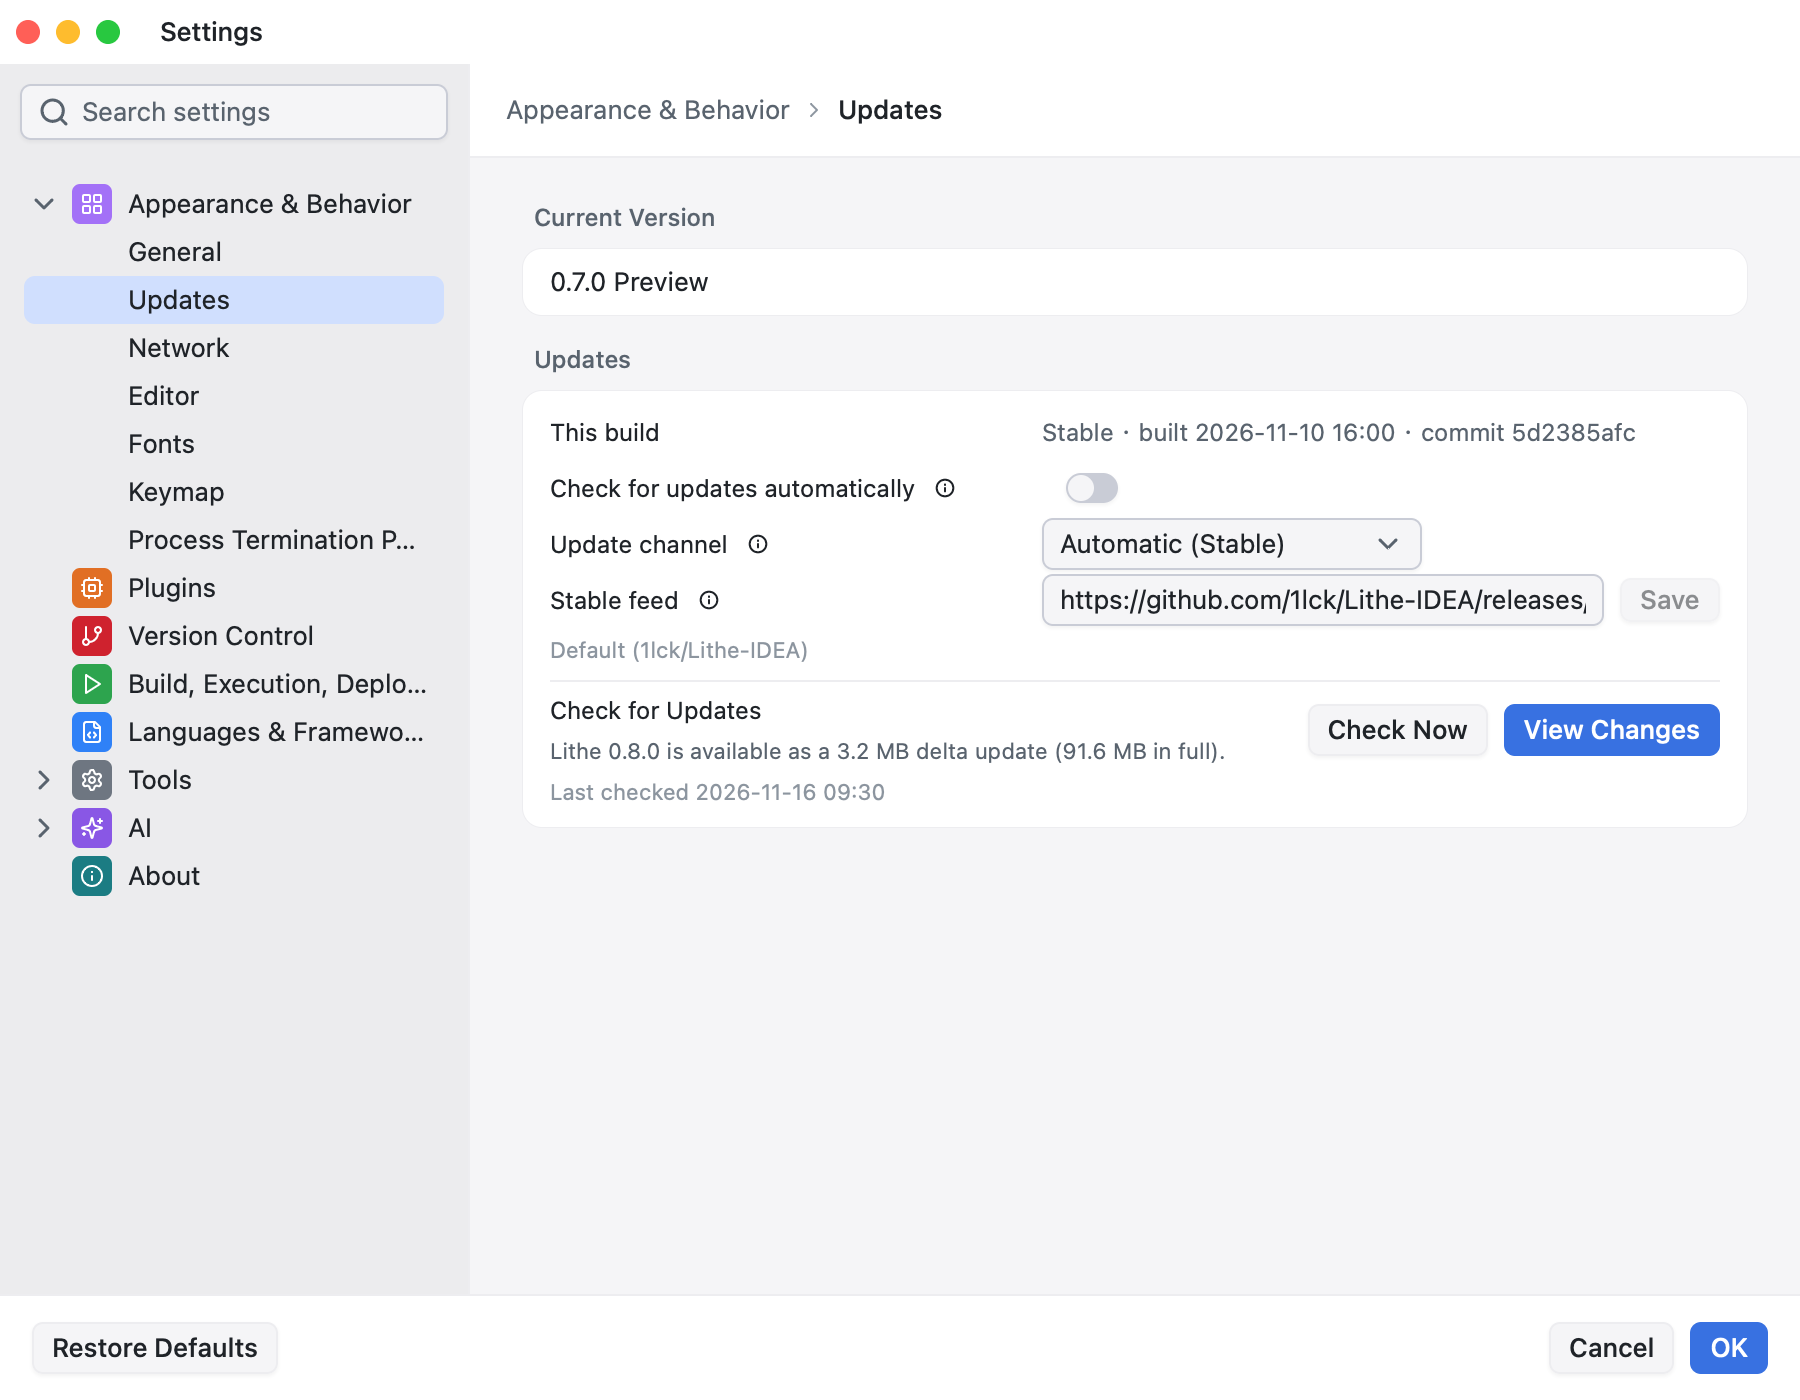 Settings
Search settings
Appearance & Behavior
General
Updates
Network
Editor
Fonts
Keymap
Process Termination P...
Plugins
Version Control
Build, Execution, Deplo...
Languages & Framewo...
Tools
AI
About
Appearance & Behavior > Updates
Current Version
0.7.0 Preview
Updates
This build
Stable · built 2026-11-10 16:00 · commit 5d2385afc
Check for updates automatically
Update channel
Automatic (Stable)
Stable feed
https://github.com/1lck/Lithe-IDEA/releases/
Save
Default (1lck/Lithe-IDEA)
Check for Updates
Lithe 0.8.0 is available as a 3.2 MB delta update (91.6 MB in full).
Last checked 2026-11-16 09:30
Check Now
View Changes
Restore Defaults
Cancel
OK